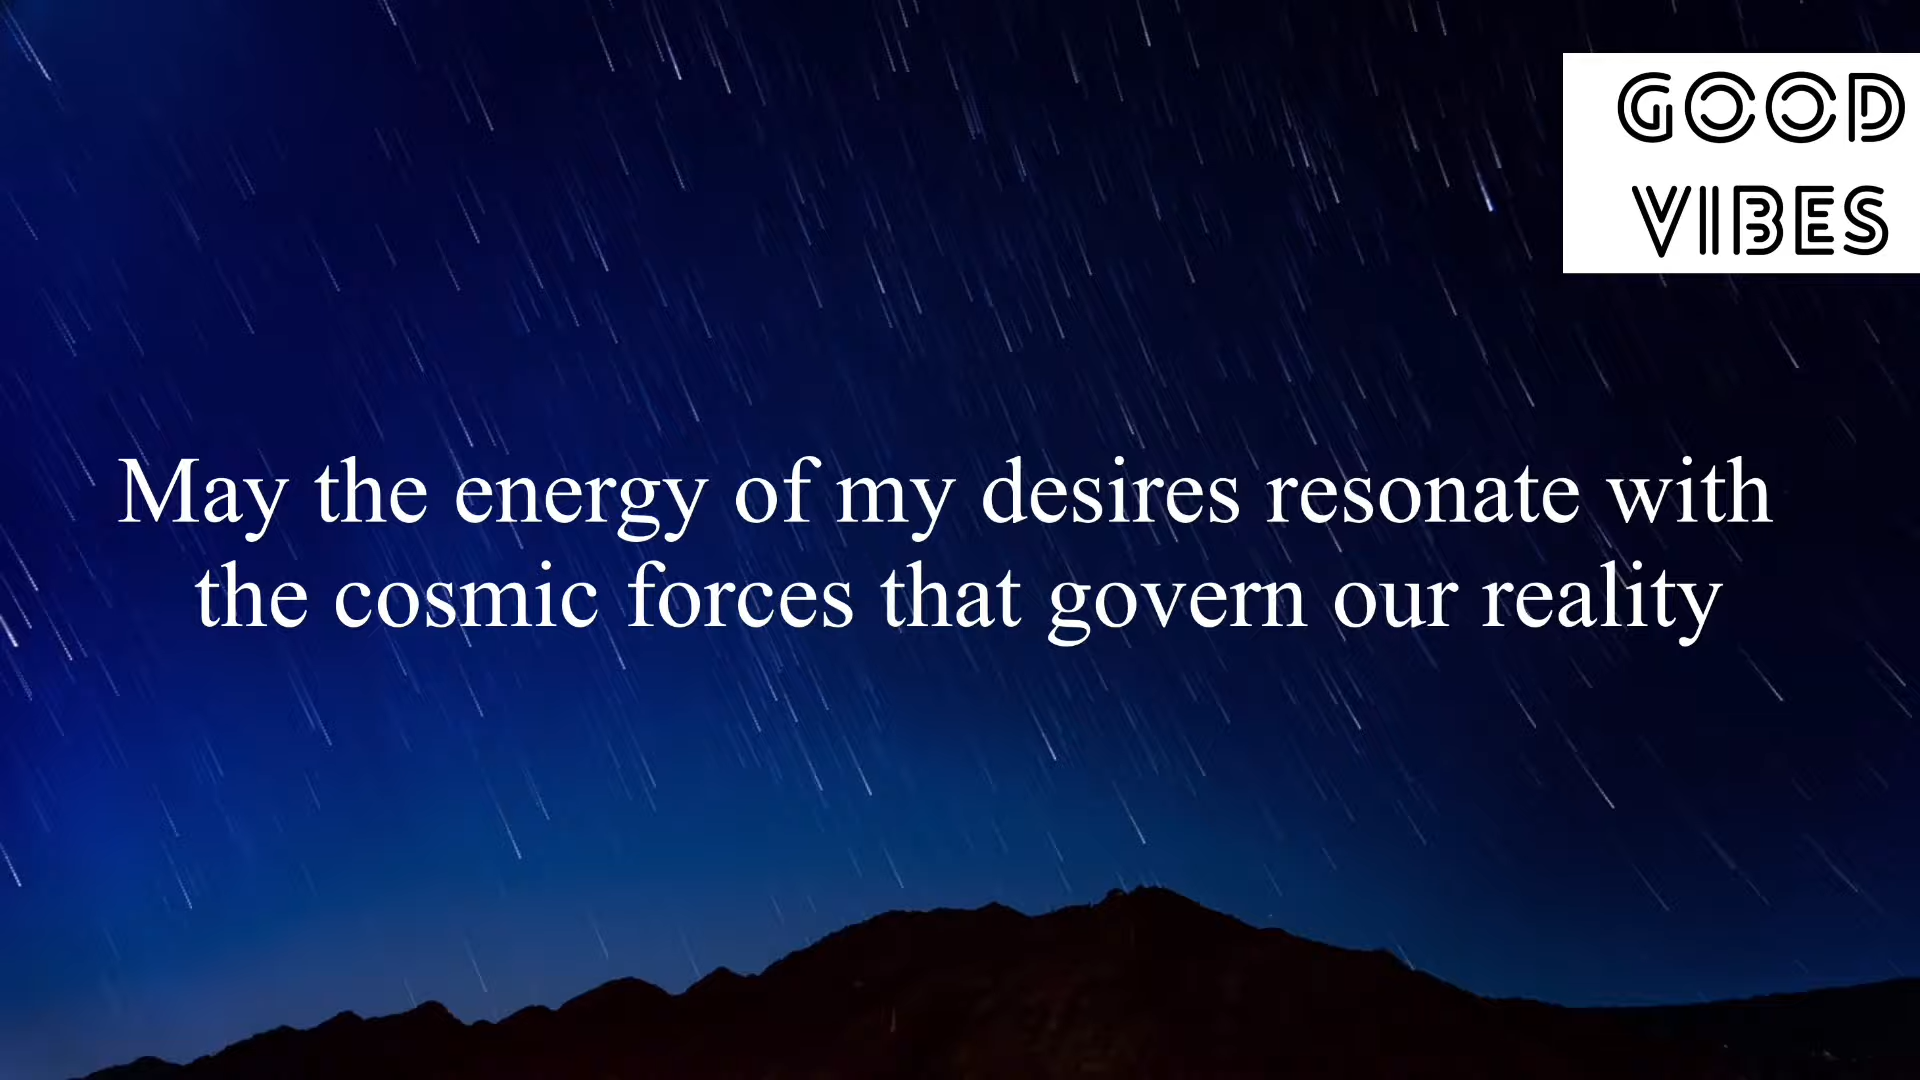 GOOD
VIBES
May the energy of my desires resonate with
the cosmic forces that govern our reality